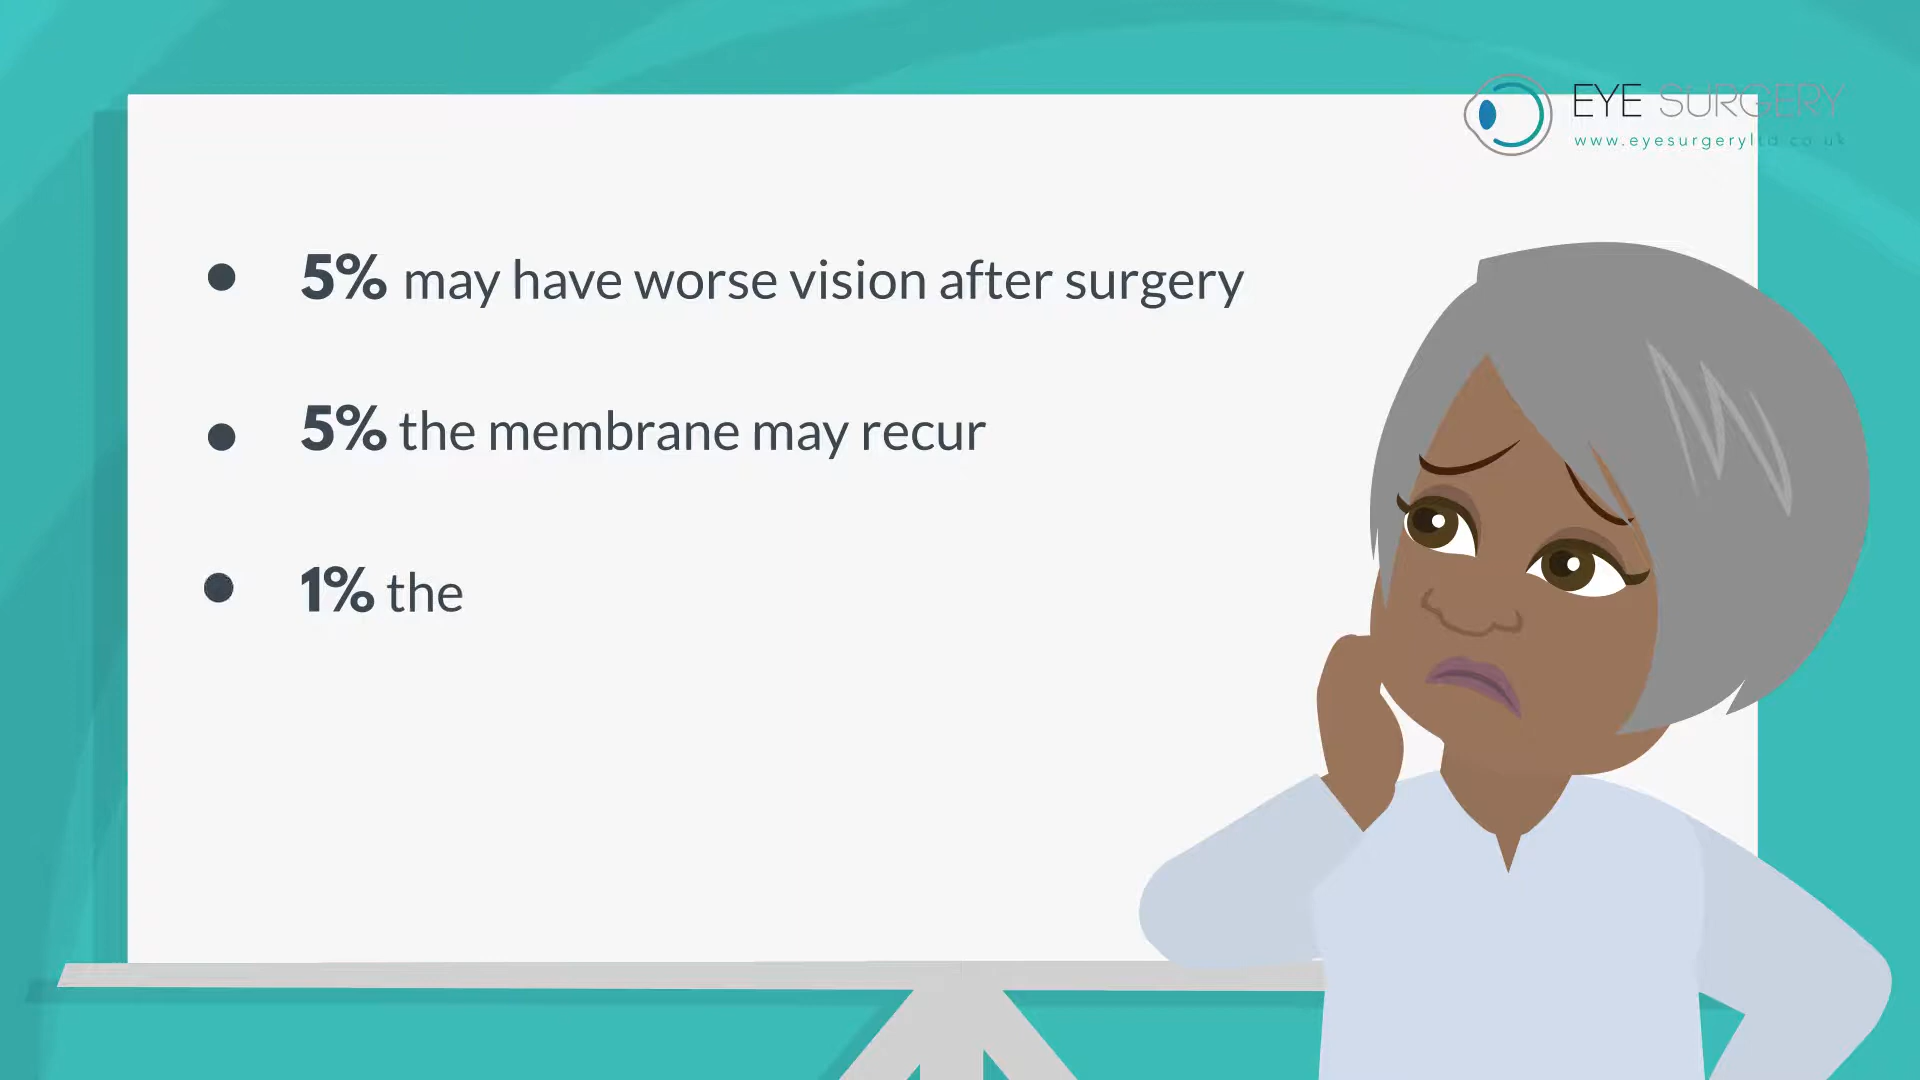 EYE SURGERY
www.eyesurgeryltd.co.uk
5% may have worse vision after surgery
5% the membrane may recur
1% the